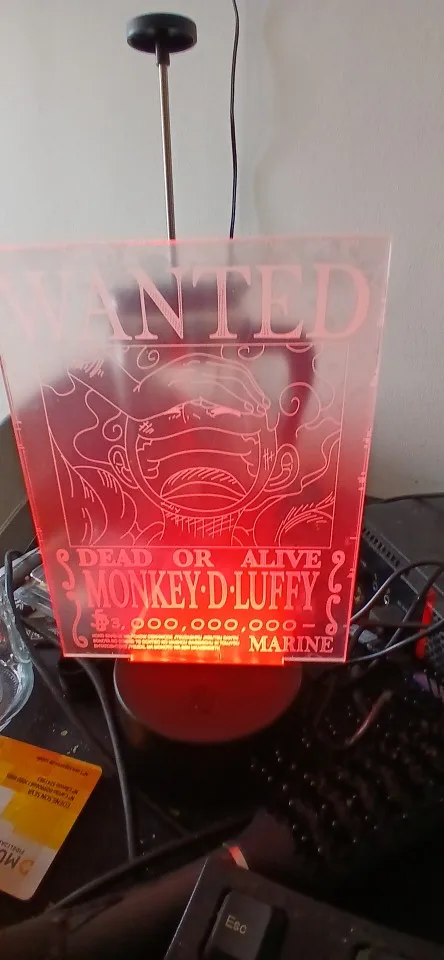 WANTED
DEAD OR ALIVE
MONKEY·D·LUFFY
฿3,000,000,000-
MARINE
Esc